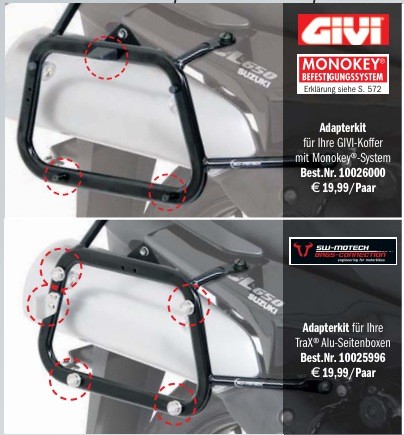 GIVI
MONOKEY®
BEFESTIGUNGSSYSTEM
Erklärung siehe S. 572
Adapterkit
für Ihre GIVI-Koffer
mit Monokey®-System
Best.Nr. 10026000
€ 19,99/Paar
650
SUZUKI
SW-MOTECH
BAGS-CONNECTION
engineering for motorbikes
Adapterkit für Ihre
TraX® Alu-Seitenboxen
Best.Nr. 10025996
€ 19,99/Paar
650
SUZUKI